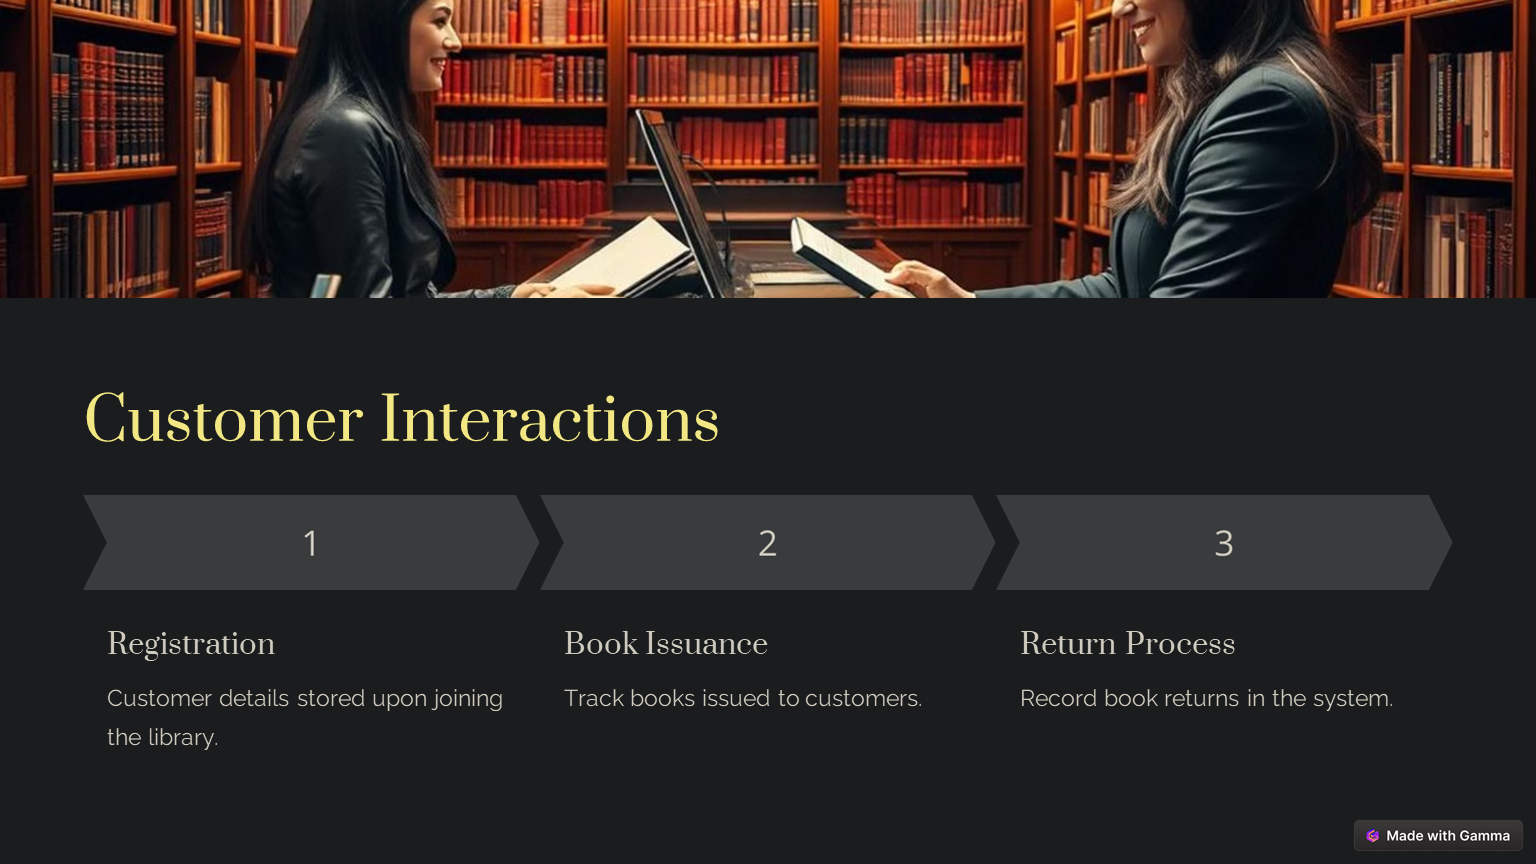 Customer Interactions
1
2
3
Registration
Customer details stored upon joining
the library.
Book Issuance
Track books issued to customers.
Return Process
Record book returns in the system.
Made with Gamma